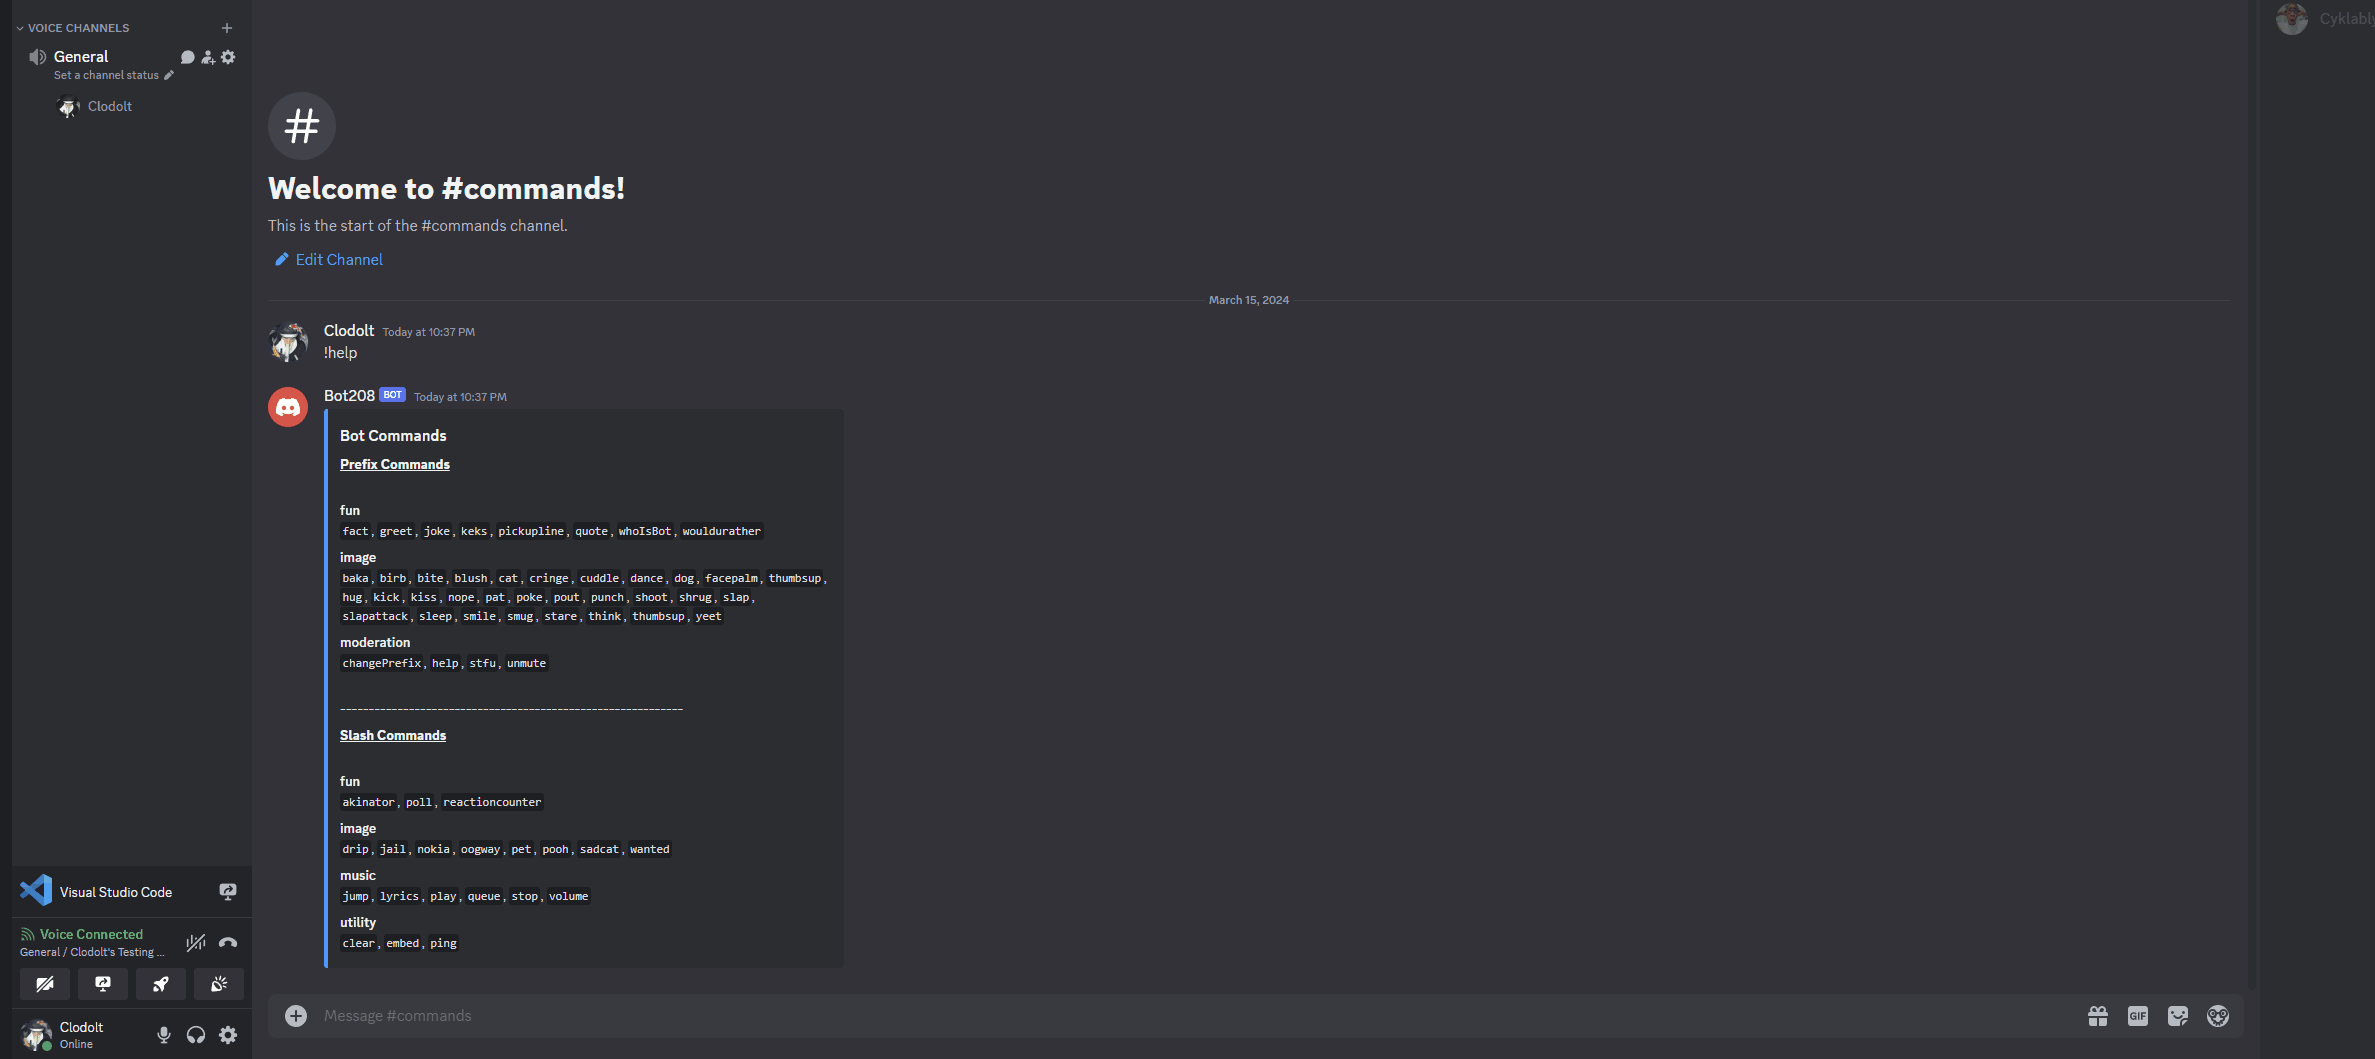 VOICE CHANNELS
General
Set a channel status
Clodolt
Welcome to #commands!
This is the start of the #commands channel.
Edit Channel
March 15, 2024
Clodolt Today at 10:37 PM
!help
Bot208 BOT Today at 10:37 PM
Bot Commands
Prefix Commands
fun
fact, greet, joke, keks, pickupline, quote, whoIsBot, wouldurather
image
baka, birb, bite, blush, cat, cringe, cuddle, dance, dog, facepalm, thumbsup,
hug, kick, kiss, nope, pat, poke, pout, punch, shoot, shrug, slap,
slapattack, sleep, smile, smug, stare, think, thumbsup, yeet
moderation
changePrefix, help, stfu, unmute
------------------------------------------------------------
Slash Commands
fun
akinator, poll, reactioncounter
image
drip, jail, nokia, oogway, pet, pooh, sadcat, wanted
music
jump, lyrics, play, queue, stop, volume
utility
clear, embed, ping
Message #commands
GIF
Visual Studio Code
Voice Connected
General / Clodolt's Testing ...
Clodolt
Online